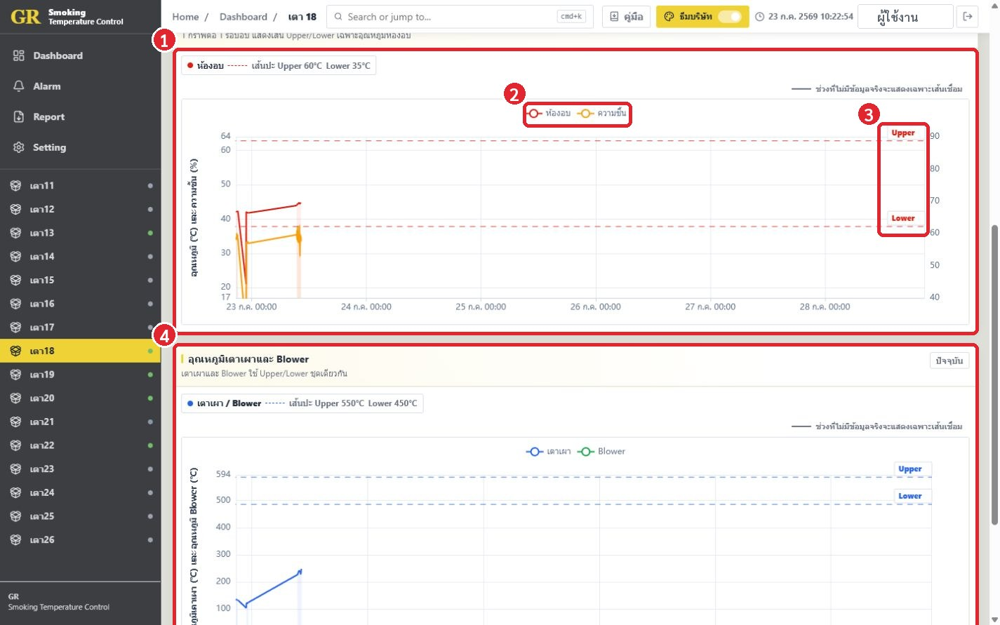 GR Smoking Temperature Control
Home / Dashboard / เตา 18
Search or jump to... cmd+k
คู่มือ
ธีมบริษัท
23 ก.ค. 2569 10:22:54
ผู้ใช้งาน
Dashboard
Alarm
Report
Setting
เตา11
เตา12
เตา13
เตา14
เตา15
เตา16
เตา17
เตา18
เตา19
เตา20
เตา21
เตา22
เตา23
เตา24
เตา25
เตา26
GR
Smoking Temperature Control
1 กราฟต่อ 1 รอบอบ แสดงเส้น Upper/Lower เฉพาะอุณหภูมิห้องอบ
1
ห้องอบ ------ เส้นปะ Upper 60°C Lower 35°C
ช่วงที่ไม่มีข้อมูลจริงจะแสดงเฉพาะเส้นเชื่อม
2
ห้องอบ ความชื้น
3
Upper
Lower
อุณหภูมิ (°C) และ ความชื้น (%)
64
60
50
40
30
20
17
90
80
70
60
50
40
23 ก.ค. 00:00 24 ก.ค. 00:00 25 ก.ค. 00:00 26 ก.ค. 00:00 27 ก.ค. 00:00 28 ก.ค. 00:00
4
อุณหภูมิเตาเผาและ Blower
เตาเผาและ Blower ใช้ Upper/Lower ชุดเดียวกัน
ปัจจุบัน
เตาเผา / Blower ------ เส้นปะ Upper 550°C Lower 450°C
ช่วงที่ไม่มีข้อมูลจริงจะแสดงเฉพาะเส้นเชื่อม
เตาเผา Blower
Upper
Lower
ภูมิเตาเผา (°C) และ อุณหภูมิ Blower (°C)
594
500
400
300
200
100